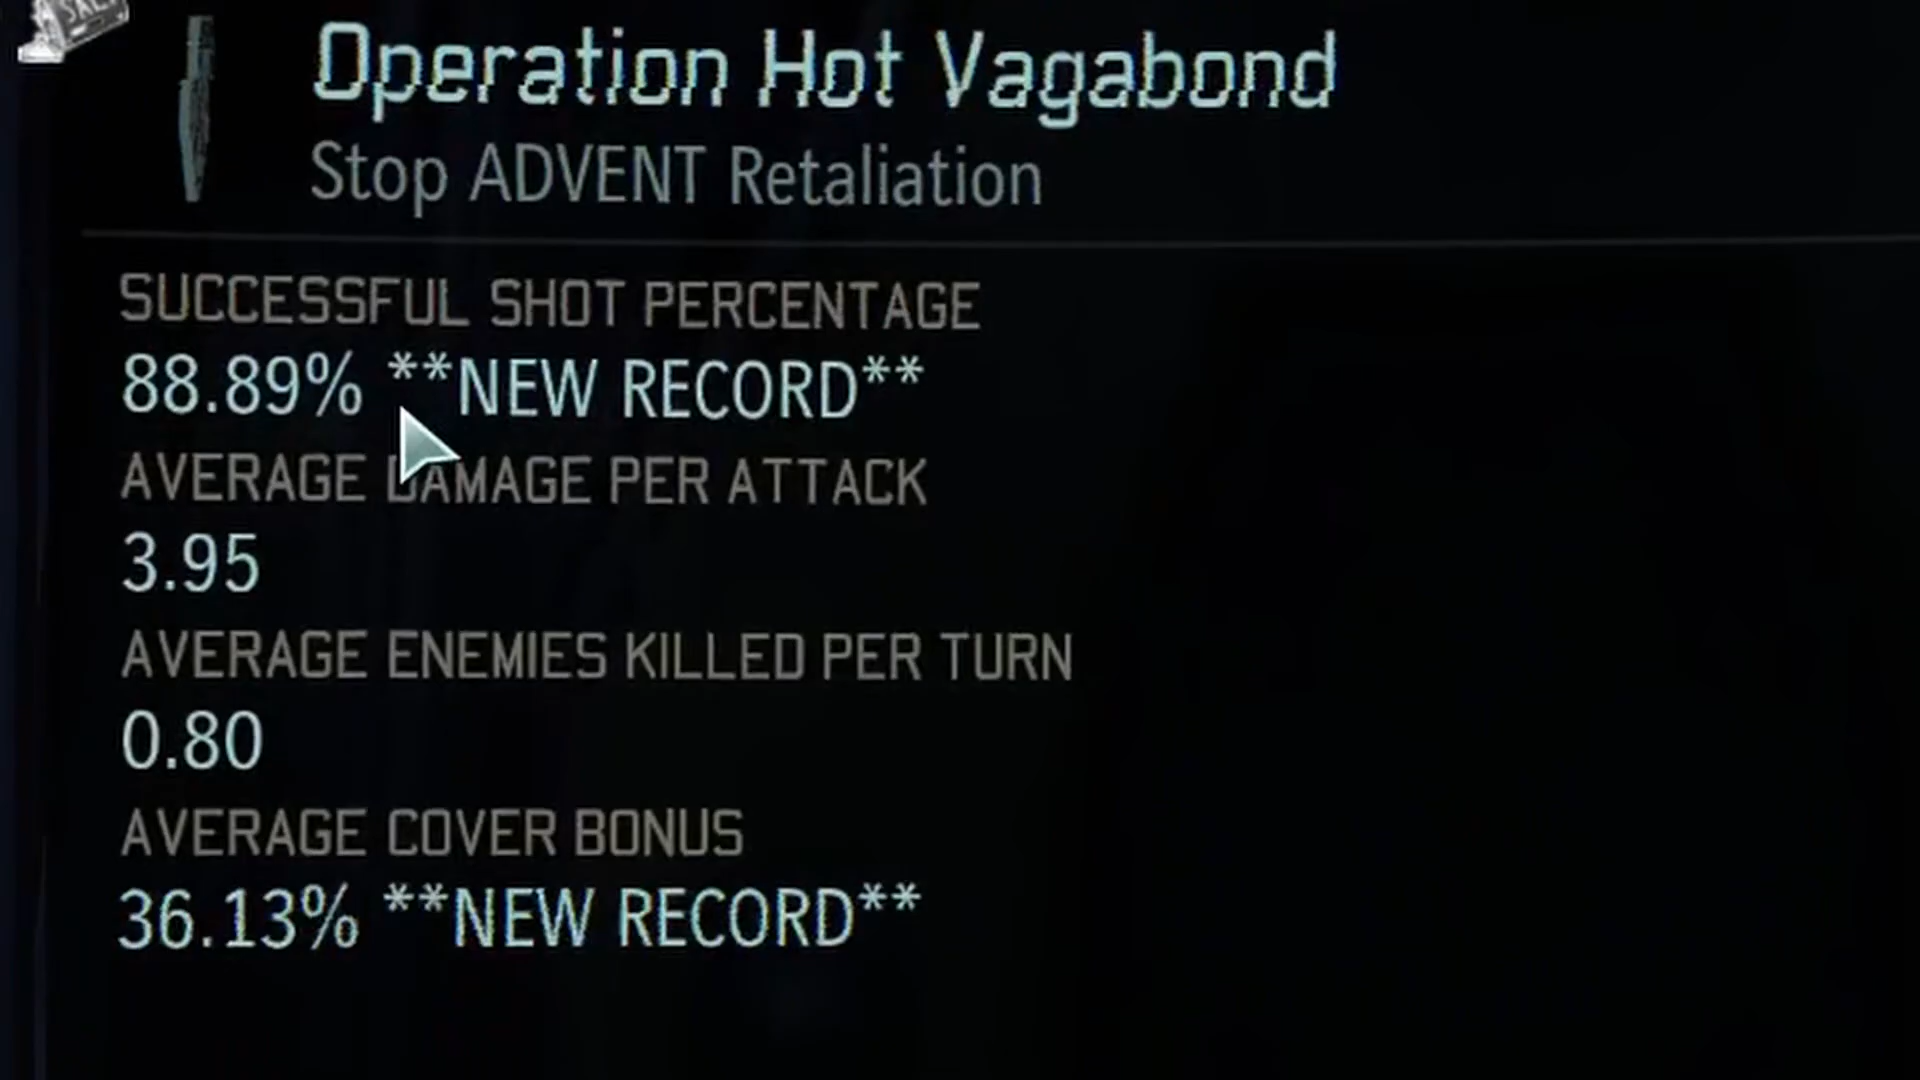 Operation Hot Vagabond
Stop ADVENT Retaliation
SUCCESSFUL SHOT PERCENTAGE
88.89% **NEW RECORD**
AVERAGE DAMAGE PER ATTACK
3.95
AVERAGE ENEMIES KILLED PER TURN
0.80
AVERAGE COVER BONUS
36.13% **NEW RECORD**